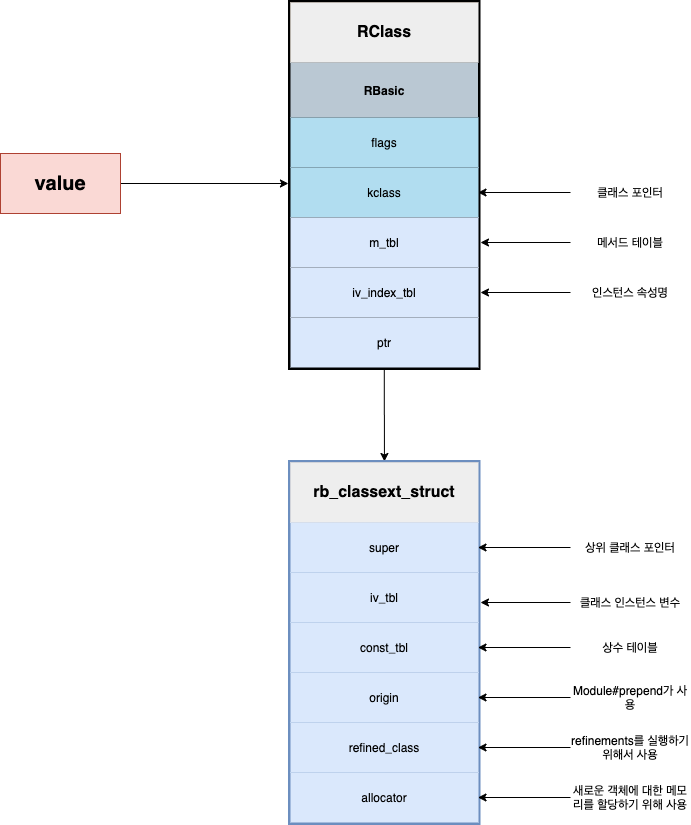 RClass
RBasic
flags
value
kclass
클래스 포인터
m_tbl
메서드 테이블
iv_index_tbl
인스턴스 속성명
ptr
rb_classext_struct
super
상위 클래스 포인터
iv_tbl
클래스 인스턴스 변수
const_tbl
상수 테이블
origin
Module#prepend가 사
용
refined_class
refinements를 실행하기
위해서 사용
allocator
새로운 객체에 대한 메모
리를 할당하기 위해 사용